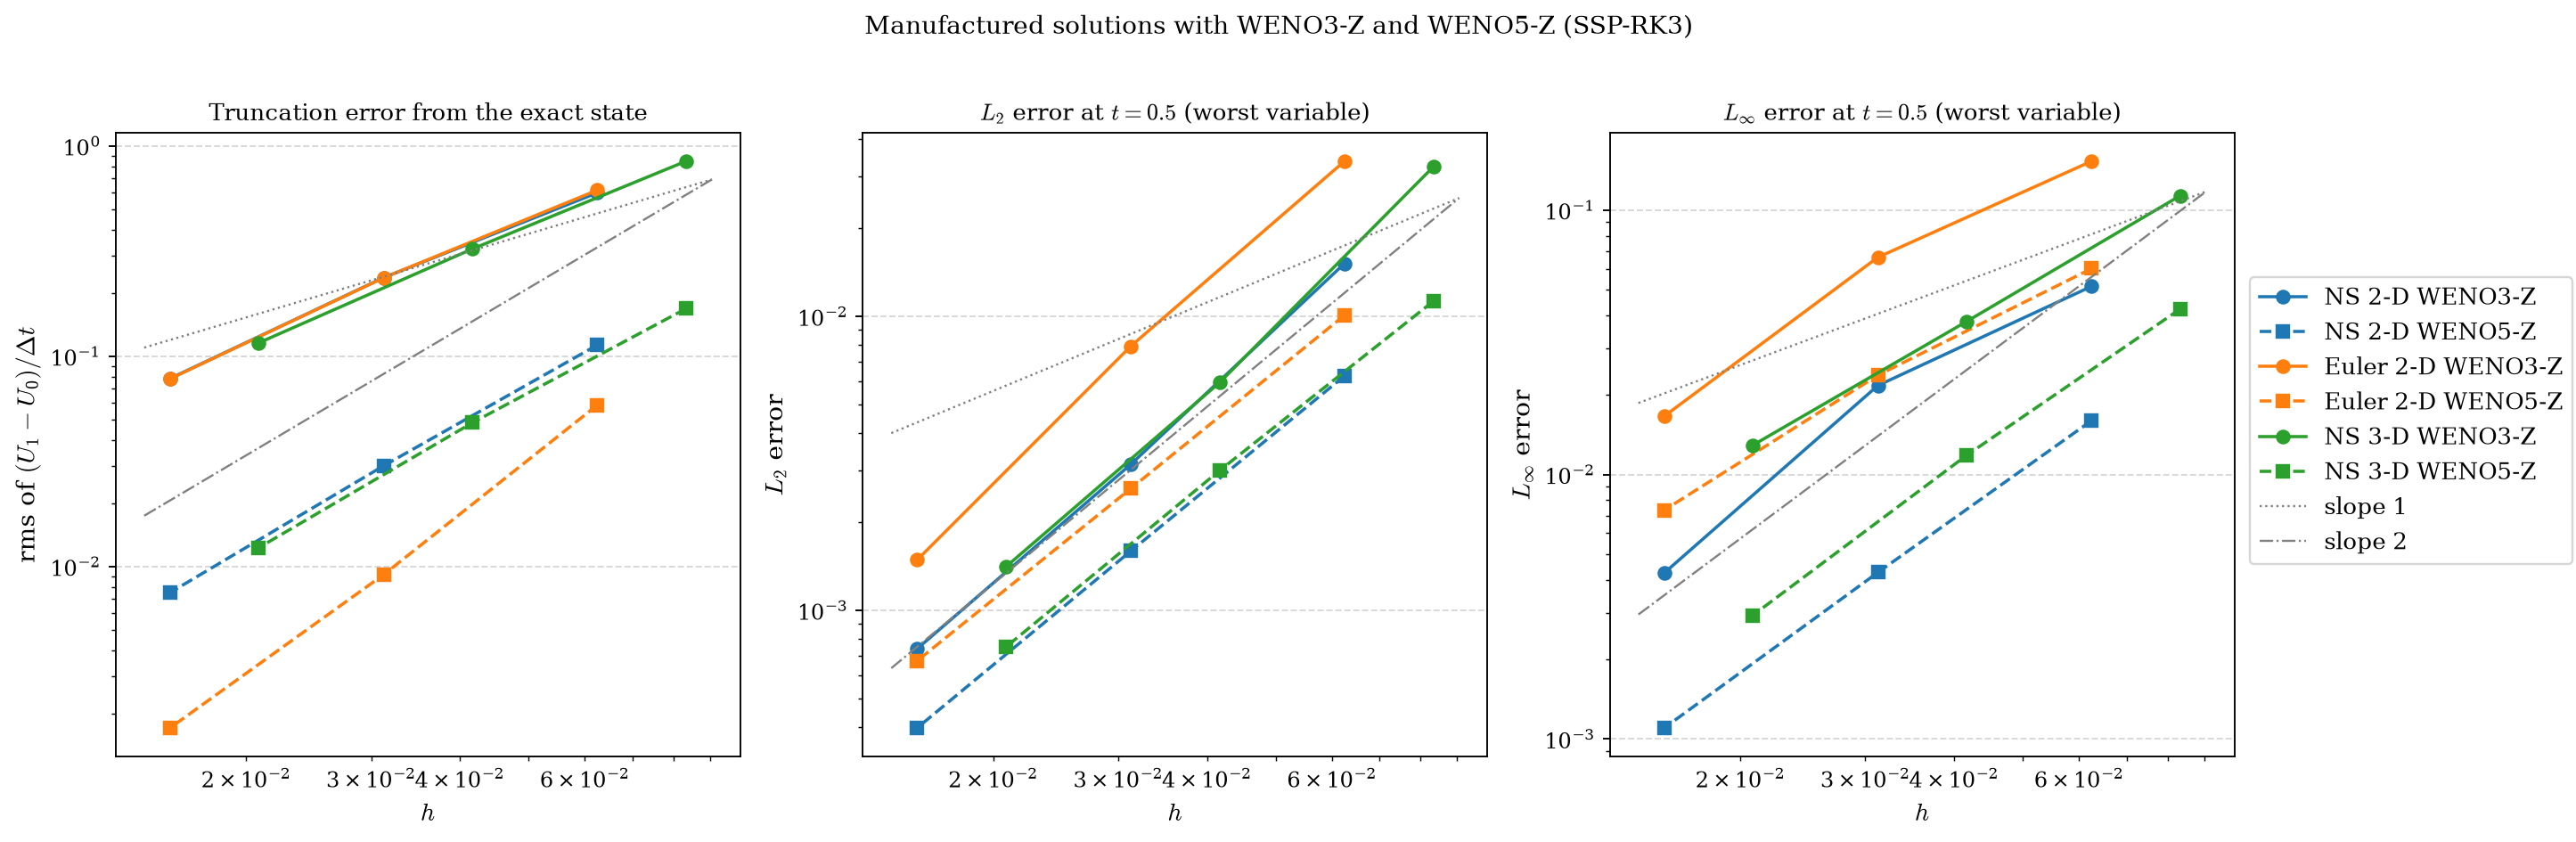 Manufactured solutions with WENO3-Z and WENO5-Z (SSP-RK3)
Truncation error from the exact state
rms of (U₁ − U₀)/Δt
10⁰
10⁻¹
10⁻²
2 × 10⁻²
3 × 10⁻²
4 × 10⁻²
6 × 10⁻²
h
L₂ error at t = 0.5 (worst variable)
L₂ error
10⁻²
10⁻³
2 × 10⁻²
3 × 10⁻²
4 × 10⁻²
6 × 10⁻²
h
L∞ error at t = 0.5 (worst variable)
L∞ error
10⁻¹
10⁻²
10⁻³
2 × 10⁻²
3 × 10⁻²
4 × 10⁻²
6 × 10⁻²
h
NS 2-D WENO3-Z
NS 2-D WENO5-Z
Euler 2-D WENO3-Z
Euler 2-D WENO5-Z
NS 3-D WENO3-Z
NS 3-D WENO5-Z
slope 1
slope 2